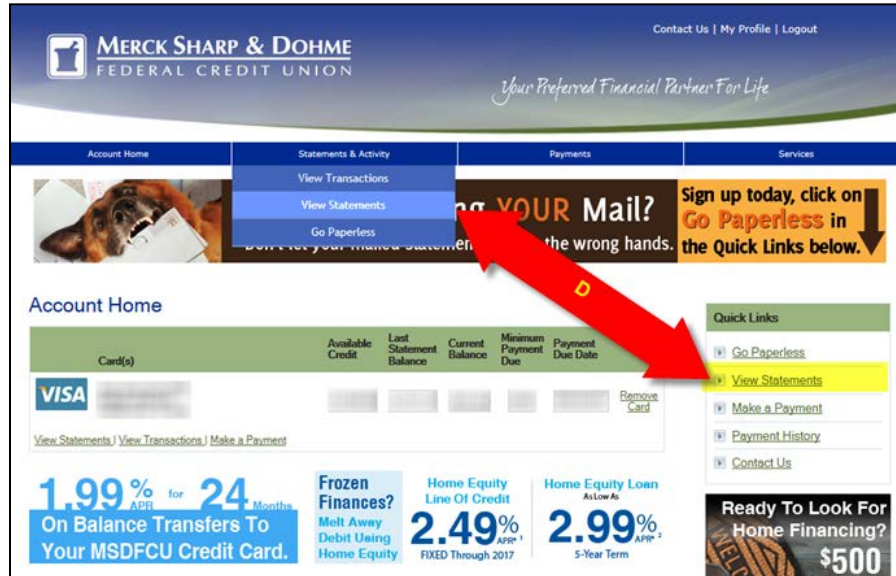 Contact Us | My Profile | Logout
MERCK SHARP & DOHME
FEDERAL CREDIT UNION
Your Preferred Financial Partner For Life
Account Home Statements & Activity Payments Services
View Transactions
View Statements
Go Paperless
YOUR Mail?
the wrong hands.
Sign up today, click on
Go Paperless in
the Quick Links below.
D
Account Home
Card(s) Available Credit Last Statement Balance Current Balance Minimum Payment Due Payment Due Date
VISA
Remove
Card
View Statements | View Transactions | Make a Payment
Quick Links
Go Paperless
View Statements
Make a Payment
Payment History
Contact Us
1.99% APR for 24 Months
On Balance Transfers To
Your MSDFCU Credit Card.
Frozen
Finances?
Melt Away
Debit Using
Home Equity
Home Equity
Line Of Credit
2.49% APR* 1
FIXED Through 2017
Home Equity Loan
As Low As
2.99% APR* 2
5-Year Term
Ready To Look For
Home Financing?
$500